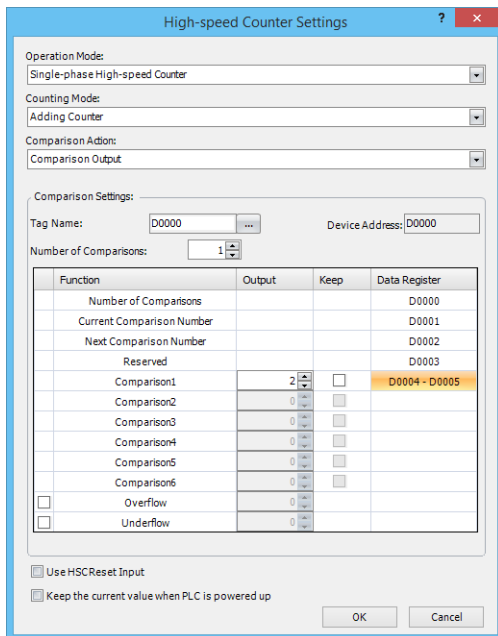 High-speed Counter Settings ? ×
Operation Mode:
Single-phase High-speed Counter
Counting Mode:
Adding Counter
Comparison Action:
Comparison Output
Comparison Settings:
Tag Name: D0000 ... Device Address: D0000
Number of Comparisons: 1
Function Output Keep Data Register
Number of Comparisons D0000
Current Comparison Number D0001
Next Comparison Number D0002
Reserved D0003
Comparison1 2 D0004 - D0005
Comparison2 0
Comparison3 0
Comparison4 0
Comparison5 0
Comparison6 0
Overflow 0
Underflow 0
Use HSCReset Input
Keep the current value when PLC is powered up
OK Cancel